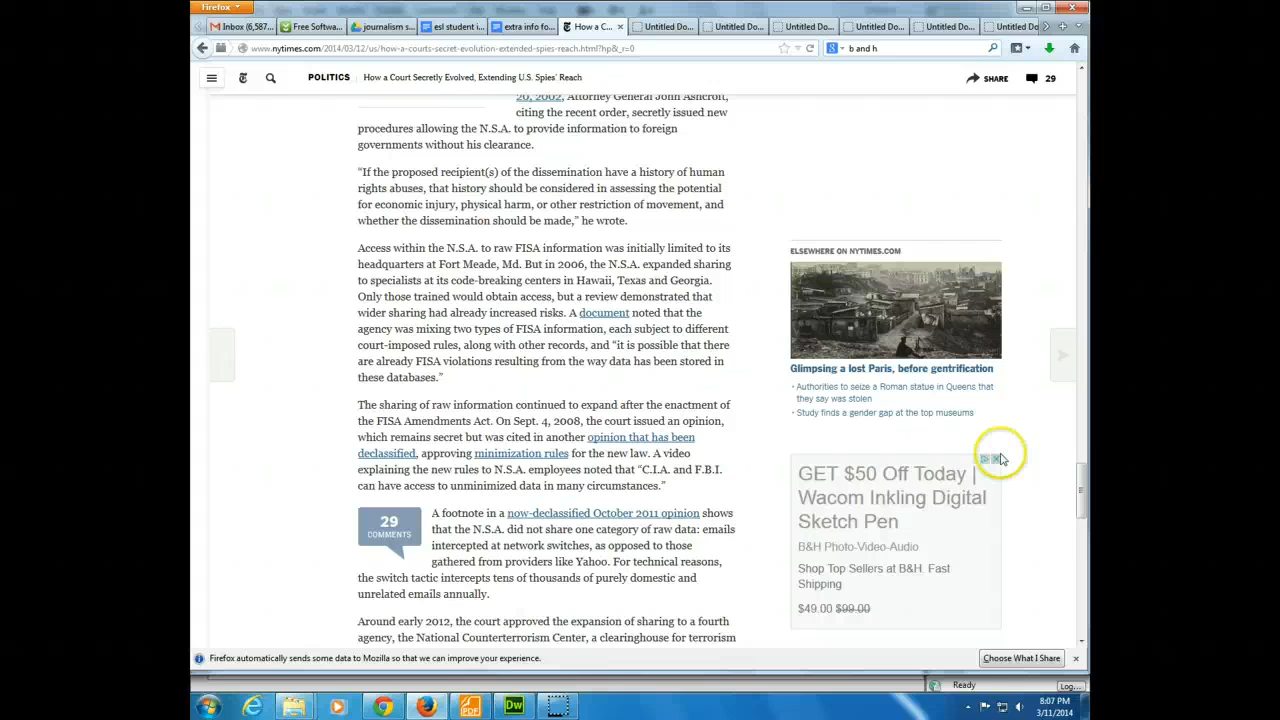 Firefox
Inbox (6,587...
Free Softwa...
journalism s...
esl student i...
extra info fo...
How a C...
Untitled Do...
Untitled Do...
Untitled Do...
Untitled Do...
Untitled Do...
Untitled Do
www.nytimes.com/2014/03/12/us/how-a-courts-secret-evolution-extended-spies-reach.html?hp&_r=0
b and h
POLITICS How a Court Secretly Evolved, Extending U.S. Spies' Reach
SHARE 29
20, 2002, Attorney General John Ashcroft,
citing the recent order, secretly issued new
procedures allowing the N.S.A. to provide information to foreign
governments without his clearance.
“If the proposed recipient(s) of the dissemination have a history of human
rights abuses, that history should be considered in assessing the potential
for economic injury, physical harm, or other restriction of movement, and
whether the dissemination should be made,” he wrote.
Access within the N.S.A. to raw FISA information was initially limited to its
headquarters at Fort Meade, Md. But in 2006, the N.S.A. expanded sharing
to specialists at its code-breaking centers in Hawaii, Texas and Georgia.
Only those trained would obtain access, but a review demonstrated that
wider sharing had already increased risks. A document noted that the
agency was mixing two types of FISA information, each subject to different
court-imposed rules, along with other records, and “it is possible that there
are already FISA violations resulting from the way data has been stored in
these databases.”
The sharing of raw information continued to expand after the enactment of
the FISA Amendments Act. On Sept. 4, 2008, the court issued an opinion,
which remains secret but was cited in another opinion that has been
declassified, approving minimization rules for the new law. A video
explaining the new rules to N.S.A. employees noted that “C.I.A. and F.B.I.
can have access to unminimized data in many circumstances.”
29
COMMENTS
A footnote in a now-declassified October 2011 opinion shows
that the N.S.A. did not share one category of raw data: emails
intercepted at network switches, as opposed to those
gathered from providers like Yahoo. For technical reasons,
the switch tactic intercepts tens of thousands of purely domestic and
unrelated emails annually.
Around early 2012, the court approved the expansion of sharing to a fourth
agency, the National Counterterrorism Center, a clearinghouse for terrorism
ELSEWHERE ON NYTIMES.COM
Glimpsing a lost Paris, before gentrification
· Authorities to seize a Roman statue in Queens that
they say was stolen
· Study finds a gender gap at the top museums
GET $50 Off Today |
Wacom Inkling Digital
Sketch Pen
B&H Photo-Video-Audio
Shop Top Sellers at B&H. Fast
Shipping
$49.00 $99.00
Firefox automatically sends some data to Mozilla so that we can improve your experience.
Choose What I Share
Ready
Log...
PDF
Dw
8:07 PM
3/11/2014